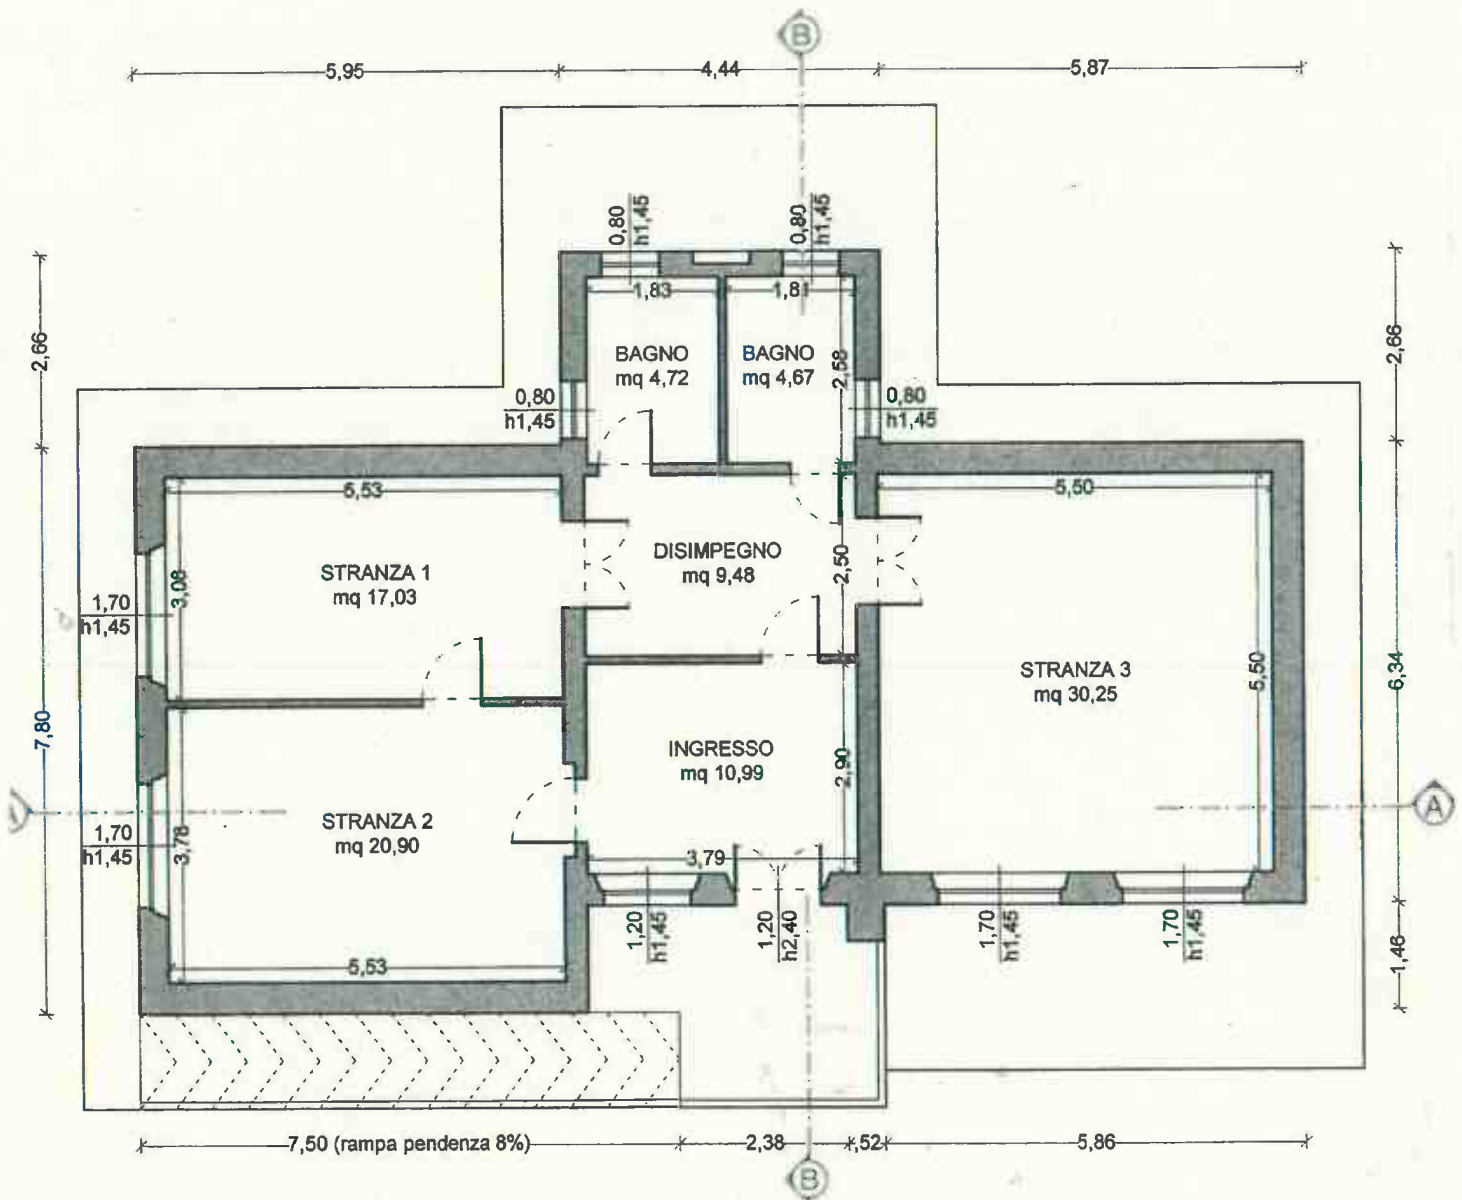 B
5,95
4,44
5,87
0,80
h1,45
0,80
h1,45
1,83
1,81
2,66
2,66
BAGNO
mq 4,72
BAGNO
mq 4,67
2,58
0,80
h1,45
0,80
h1,45
5,53
5,50
STRANZA 1
mq 17,03
3,08
DISIMPEGNO
mq 9,48
2,50
1,70
h1,45
STRANZA 3
mq 30,25
5,50
6,34
7,80
INGRESSO
mq 10,99
2,90
A
STRANZA 2
mq 20,90
3,78
1,70
h1,45
3,79
1,20
h1,45
1,20
h2,40
1,70
h1,45
1,70
h1,45
1,46
5,53
7,50 (rampa pendenza 8%)
2,38
,52
5,86
B